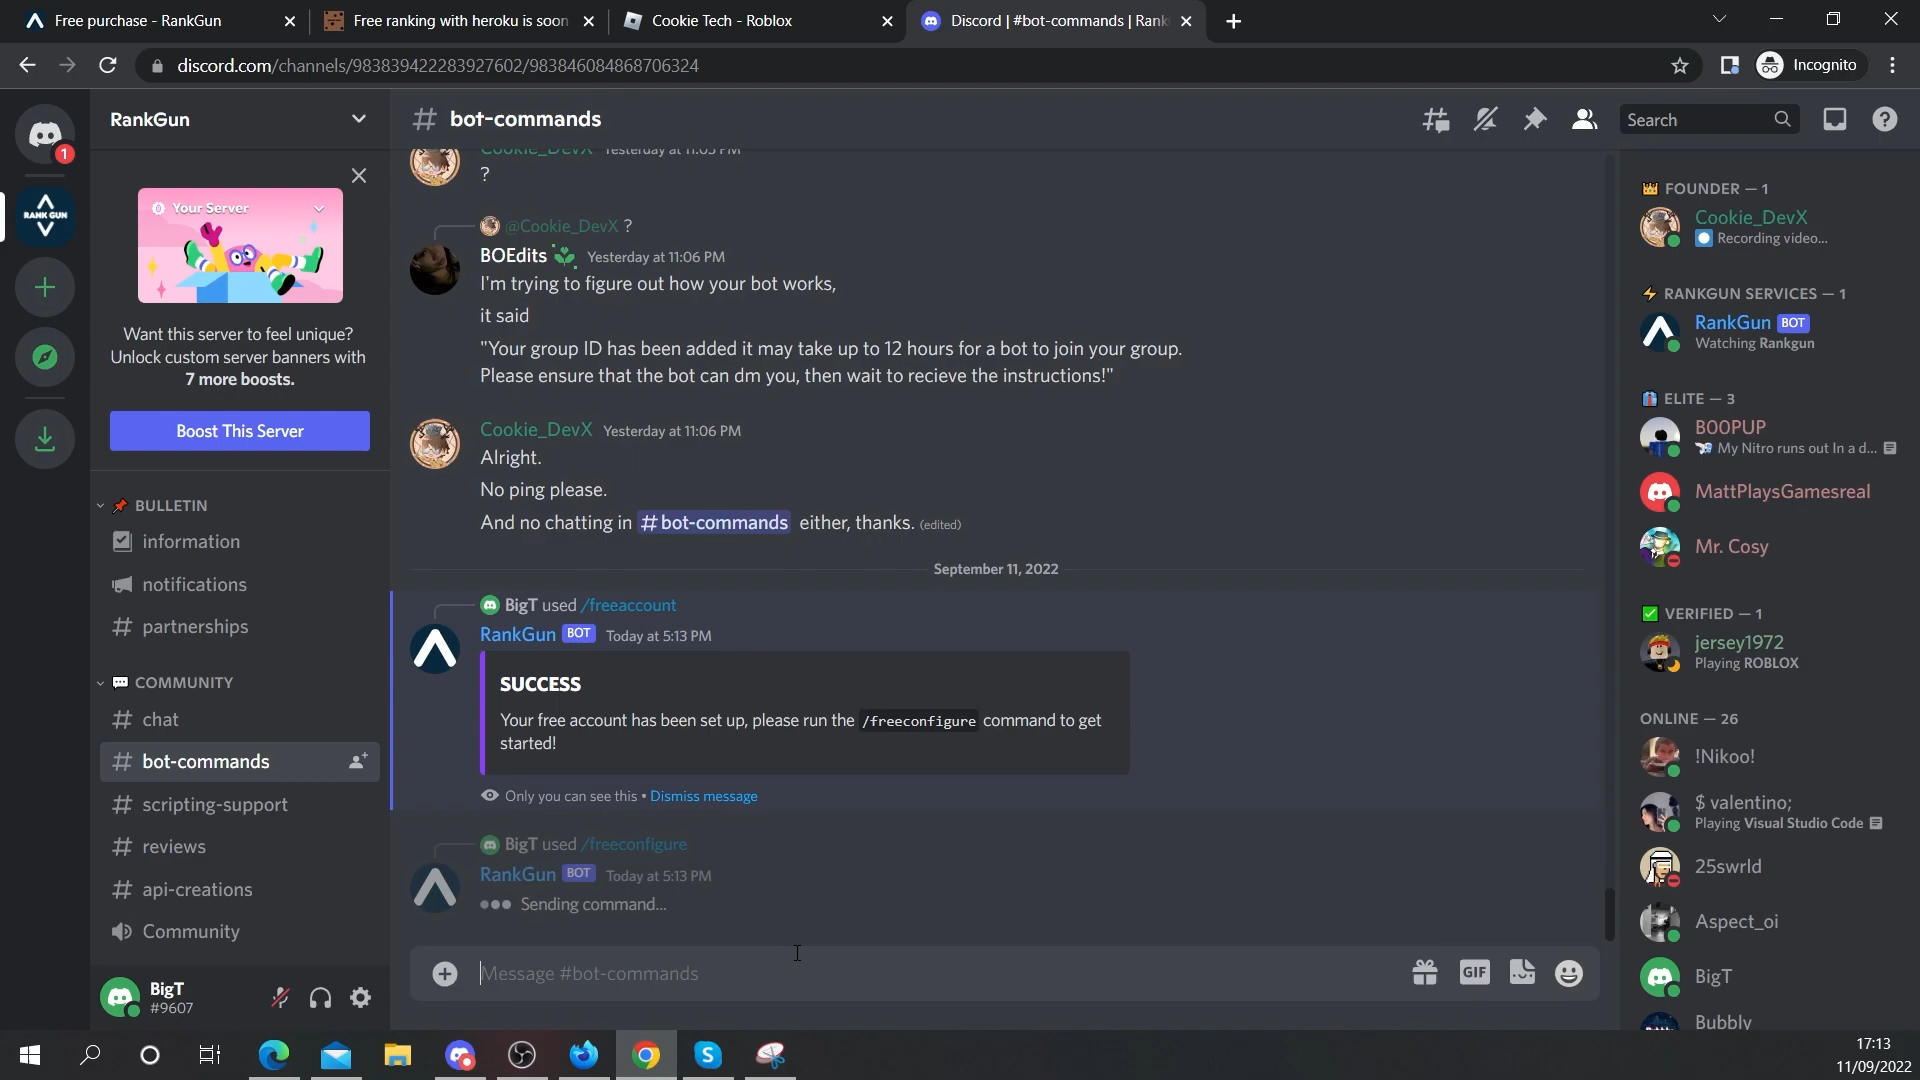 Free purchase - RankGun
Free ranking with heroku is soon
Cookie Tech - Roblox
Discord | #bot-commands | Rank
discord.com/channels/983839422283927602/983846084868706324
Incognito
RankGun
# bot-commands
Search
1
RANK GUN
Your Server
Want this server to feel unique?
Unlock custom server banners with
7 more boosts.
Boost This Server
BULLETIN
information
notifications
# partnerships
COMMUNITY
# chat
# bot-commands
# scripting-support
# reviews
# api-creations
Community
BigT
#9607
Cookie_DevX Yesterday at 11:05 PM
?
@Cookie_DevX ?
BOEdits Yesterday at 11:06 PM
I'm trying to figure out how your bot works,
it said
"Your group ID has been added it may take up to 12 hours for a bot to join your group.
Please ensure that the bot can dm you, then wait to recieve the instructions!"
Cookie_DevX Yesterday at 11:06 PM
Alright.
No ping please.
And no chatting in # bot-commands either, thanks. (edited)
September 11, 2022
BigT used /freeaccount
RankGun BOT Today at 5:13 PM
SUCCESS
Your free account has been set up, please run the /freeconfigure command to get
started!
Only you can see this • Dismiss message
BigT used /freeconfigure
RankGun BOT Today at 5:13 PM
Sending command...
Message #bot-commands
GIF
FOUNDER — 1
Cookie_DevX
Recording video...
RANKGUN SERVICES — 1
RankGun BOT
Watching Rankgun
ELITE — 3
B00PUP
My Nitro runs out In a d...
MattPlaysGamesreal
Mr. Cosy
VERIFIED — 1
jersey1972
Playing ROBLOX
ONLINE — 26
!Nikoo!
$ valentino;
Playing Visual Studio Code
25swrld
Aspect_oi
BigT
Bubbly
17:13
11/09/2022